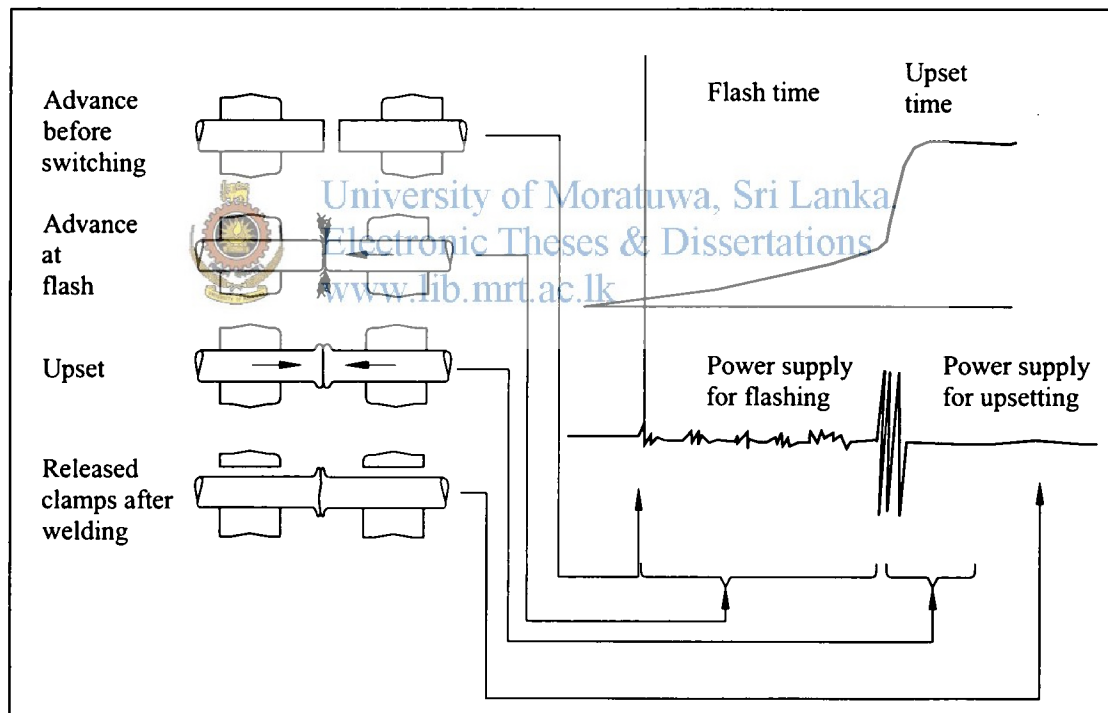 Advance
before
switching
Advance
at
flash
Upset
Released
clamps after
welding
Flash time
Upset
time
University of Moratuwa, Sri Lanka.
Electronic Theses & Dissertations
www.lib.mrt.ac.lk
Power supply
for flashing
Power supply
for upsetting